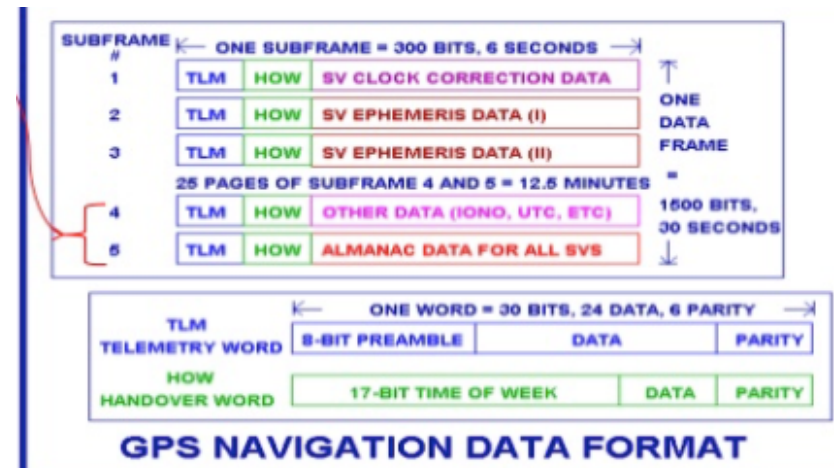 SUBFRAME # ONE SUBFRAME = 300 BITS, 6 SECONDS
1 TLM HOW SV CLOCK CORRECTION DATA
2 TLM HOW SV EPHEMERIS DATA (I)
3 TLM HOW SV EPHEMERIS DATA (II)
ONE
DATA
FRAME
=
1500 BITS,
30 SECONDS
25 PAGES OF SUBFRAME 4 AND 5 = 12.5 MINUTES
4 TLM HOW OTHER DATA (IONO, UTC, ETC)
5 TLM HOW ALMANAC DATA FOR ALL SVS
ONE WORD = 30 BITS, 24 DATA, 6 PARITY
TLM
TELEMETRY WORD 8-BIT PREAMBLE DATA PARITY
HOW
HANDOVER WORD 17-BIT TIME OF WEEK DATA PARITY
GPS NAVIGATION DATA FORMAT